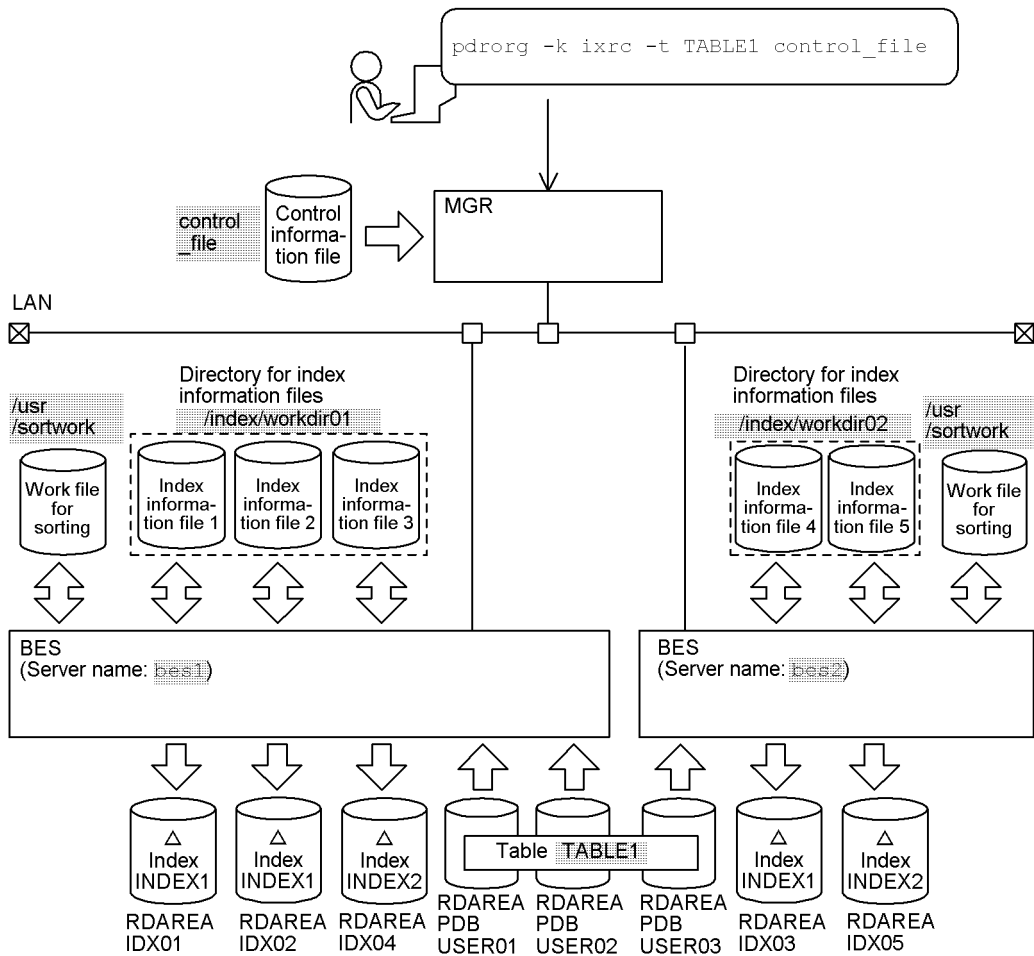 pdrorg -k ixrc -t TABLE1 control_file
MGR
control
_file
Control
informa-
tion file
LAN
Directory for index
information files
/index/workdir01
/usr
/sortwork
Work file
for
sorting
Index
informa-
tion file 1
Index
informa-
tion file 2
Index
informa-
tion file 3
Directory for index
information files
/index/workdir02
/usr
/sortwork
Index
informa-
tion file 4
Index
informa-
tion file 5
Work file
for
sorting
BES
(Server name: bes1)
BES
(Server name: bes2)
Index
INDEX1
RDAREA
IDX01
Index
INDEX1
RDAREA
IDX02
Index
INDEX2
RDAREA
IDX04
Table TABLE1
RDAREA
PDB
USER01
RDAREA
PDB
USER02
RDAREA
PDB
USER03
Index
INDEX1
RDAREA
IDX03
Index
INDEX2
RDAREA
IDX05